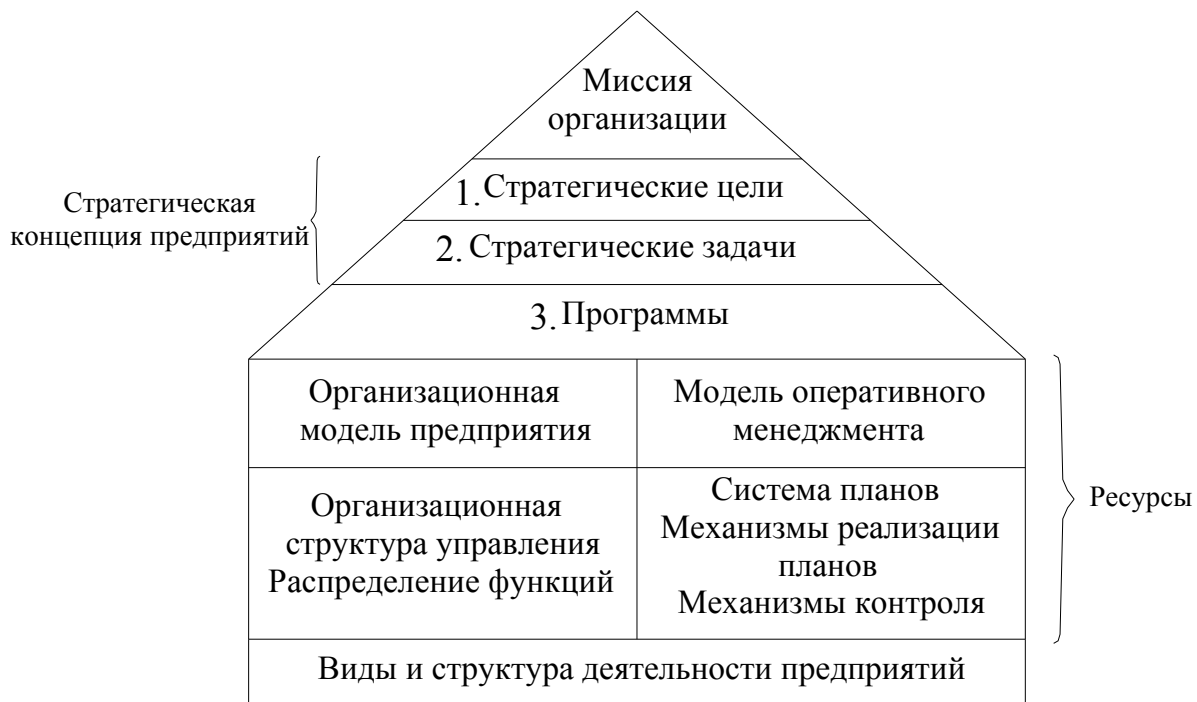 Миссия
организации
1. Стратегические цели
Стратегическая
концепция предприятий
2. Стратегические задачи
3. Программы
Организационная
модель предприятия
Модель оперативного
менеджмента
Организационная
структура управления
Распределение функций
Система планов
Механизмы реализации
планов
Механизмы контроля
Ресурсы
Виды и структура деятельности предприятий